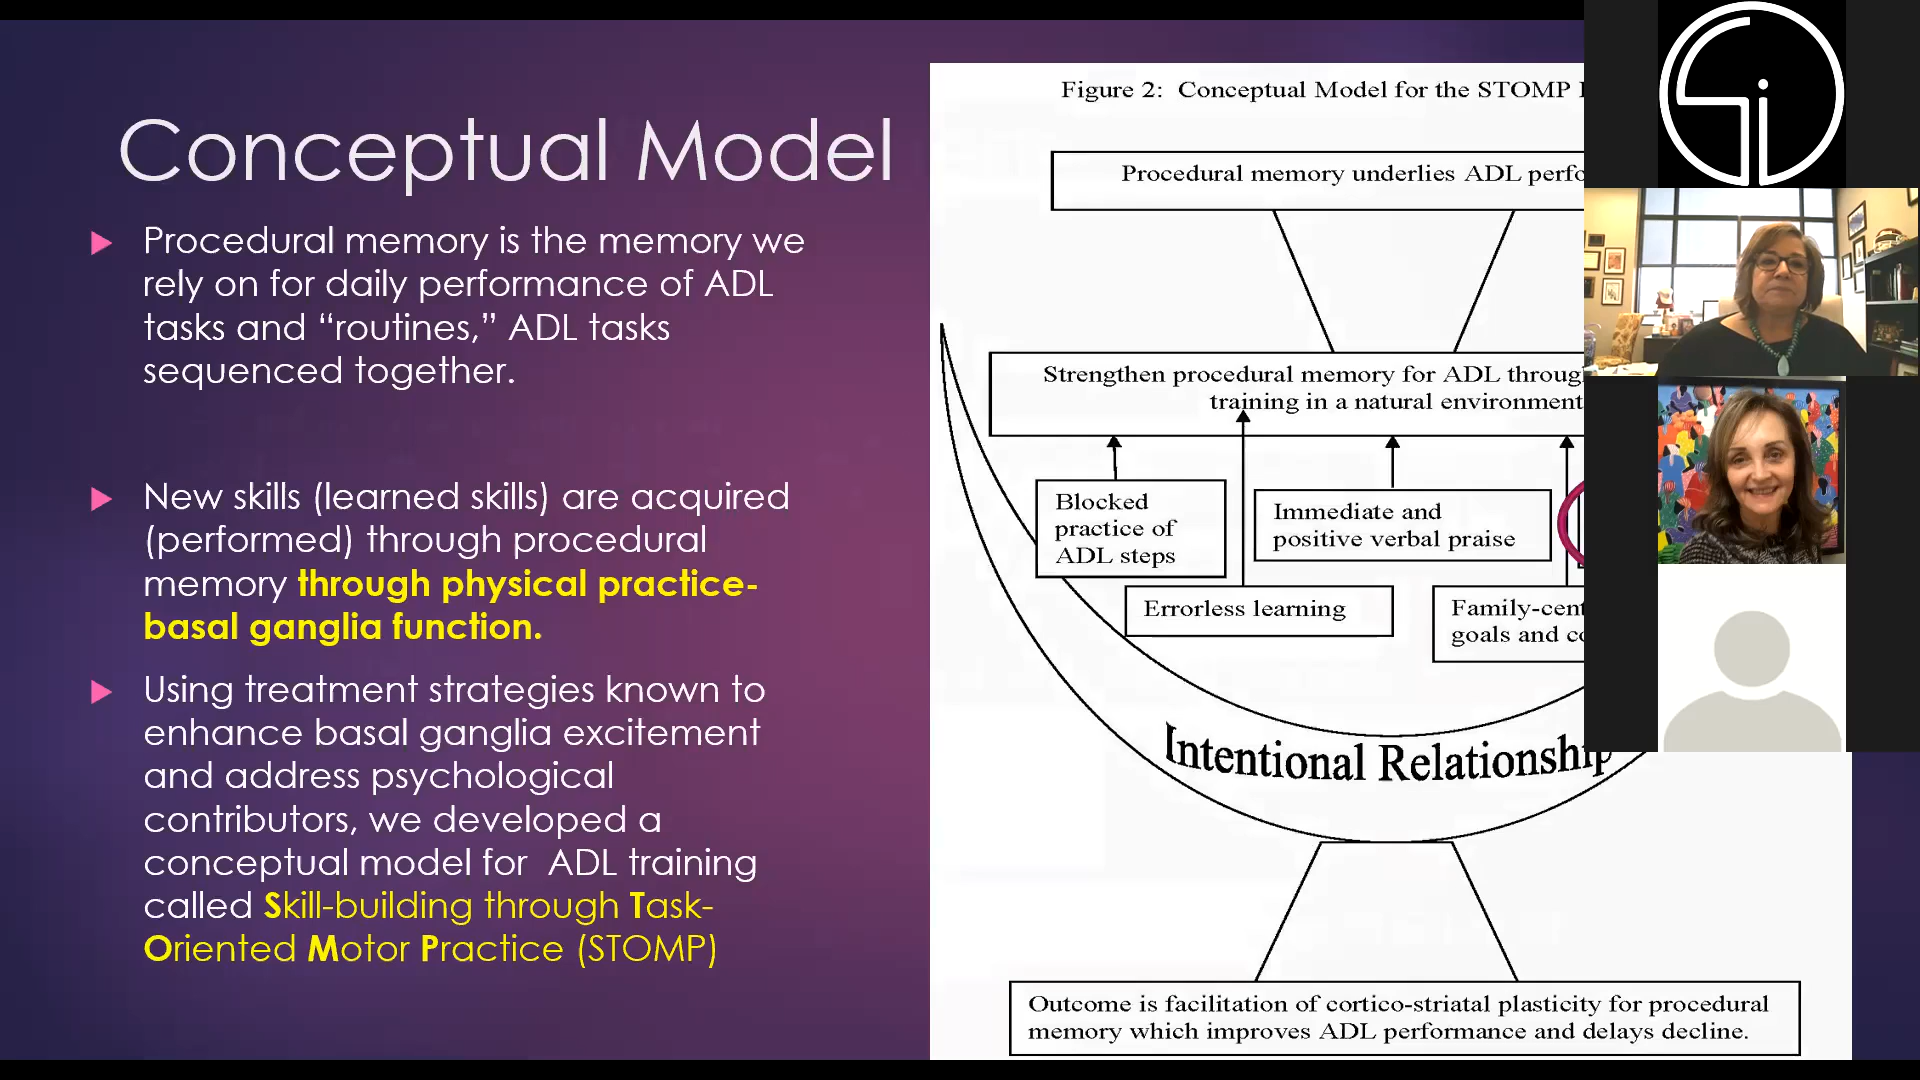 Conceptual Model
Procedural memory is the memory we
rely on for daily performance of ADL
tasks and “routines,” ADL tasks
sequenced together.
New skills (learned skills) are acquired
(performed) through procedural
memory through physical practice-
basal ganglia function.
Using treatment strategies known to
enhance basal ganglia excitement
and address psychological
contributors, we developed a
conceptual model for ADL training
called Skill-building through Task-
Oriented Motor Practice (STOMP)
Figure 2: Conceptual Model for the STOMP
Procedural memory underlies ADL
Strengthen procedural memory for ADL
training in a natural environment
Blocked
practice of
ADL steps
Immediate and
positive verbal praise
Errorless learning
goals and
Intentional Relationship
Outcome is facilitation of cortico-striatal plasticity for procedural
memory which improves ADL performance and delays decline.